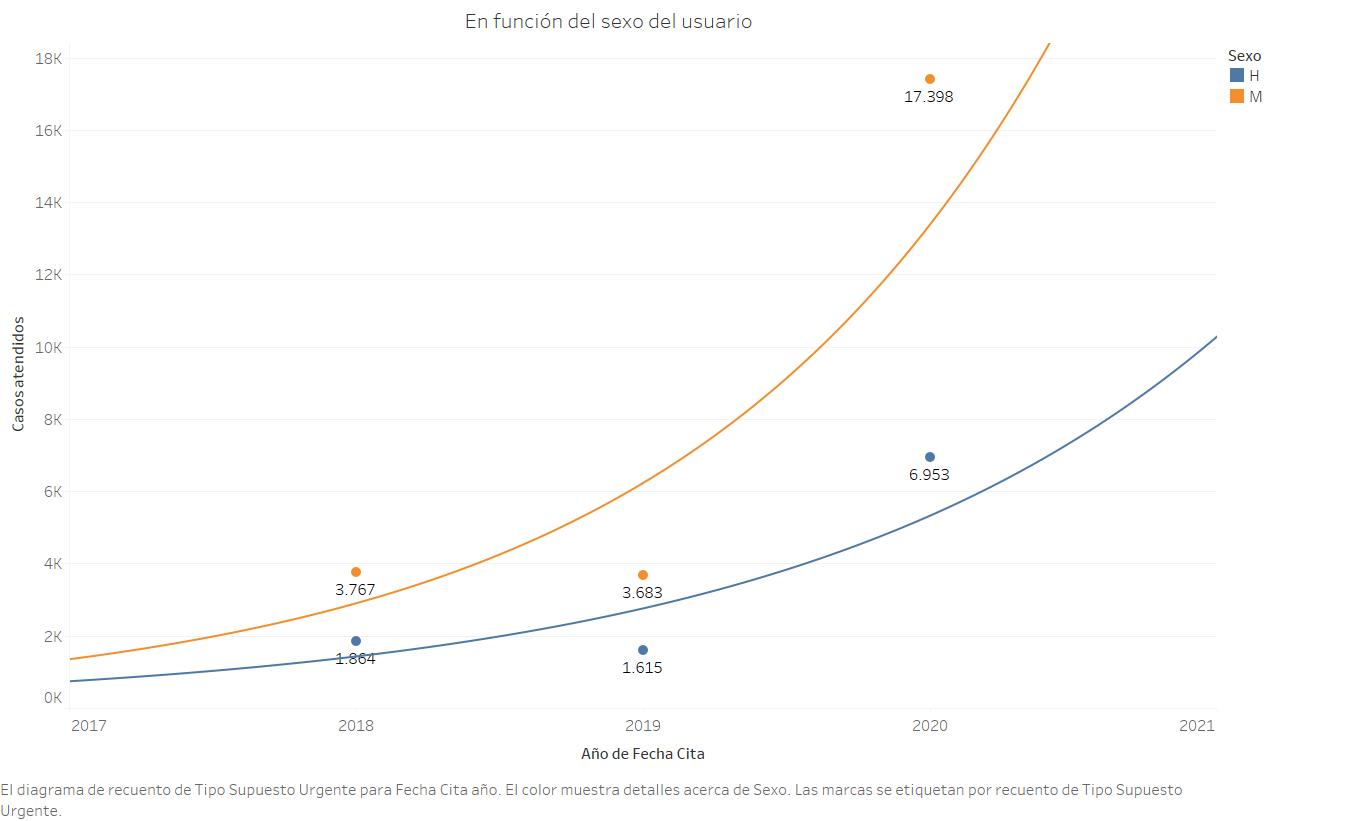 En función del sexo del usuario
18K
16K
14K
12K
10K
8K
6K
4K
2K
0K
Casos atendidos
17.398
6.953
3.767
3.683
1.864
1.615
2017
2018
2019
2020
2021
Año de Fecha Cita
Sexo
H
M
El diagrama de recuento de Tipo Supuesto Urgente para Fecha Cita año. El color muestra detalles acerca de Sexo. Las marcas se etiquetan por recuento de Tipo Supuesto
Urgente.